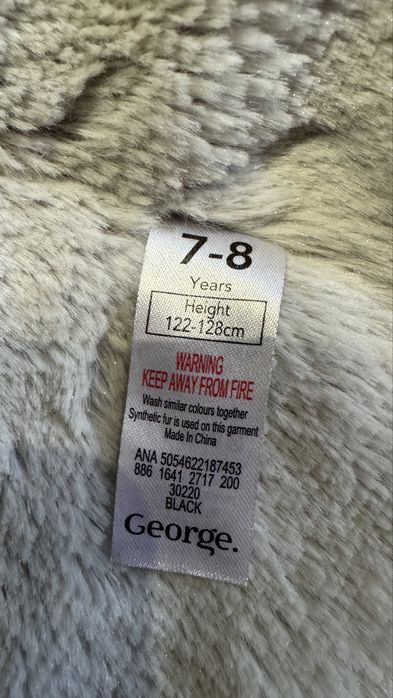 7-8
Years
Height
122-128cm
WARNING
KEEP AWAY FROM FIRE
Wash similar colours together
Synthetic fur is used on this garment
Made In China
ANA 5054622187453
886 1641 2717 200
30220
BLACK
George.